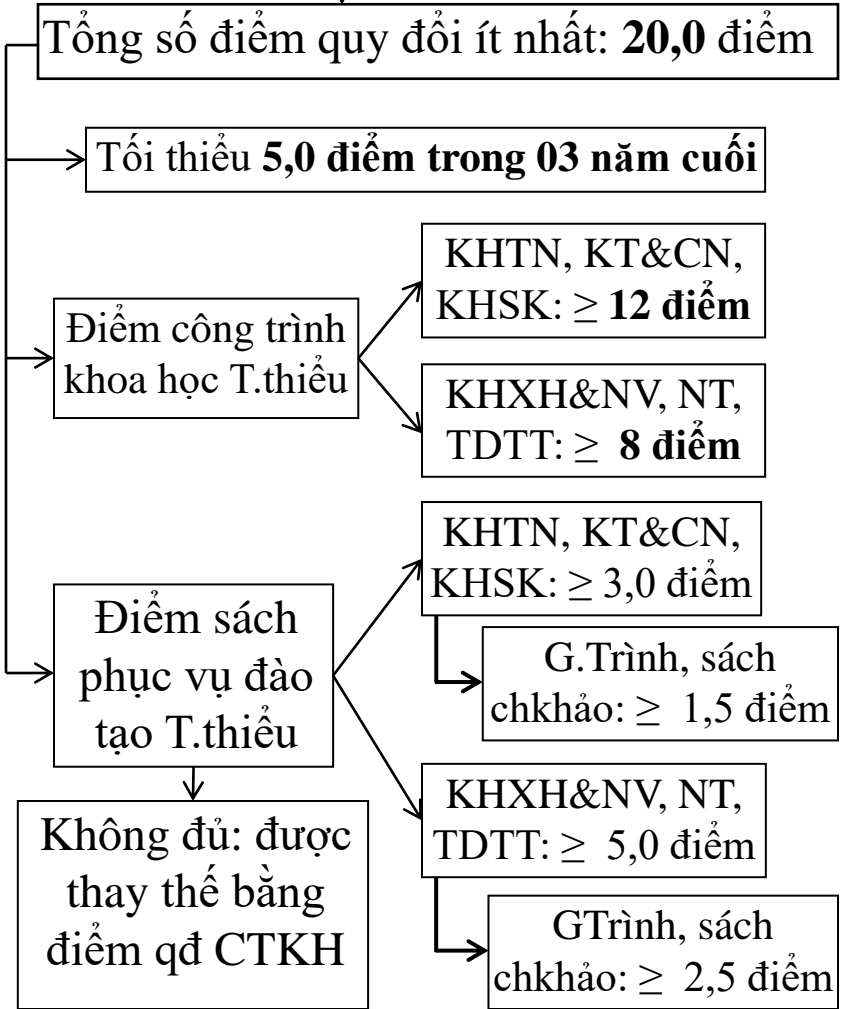 Tổng số điểm quy đổi ít nhất: 20,0 điểm
Tối thiểu 5,0 điểm trong 03 năm cuối
Điểm công trình
khoa học T.thiểu
KHTN, KT&CN,
KHSK: ≥ 12 điểm
KHXH&NV, NT,
TDTT: ≥ 8 điểm
Điểm sách
phục vụ đào
tạo T.thiểu
KHTN, KT&CN,
KHSK: ≥ 3,0 điểm
G.Trình, sách
chkhảo: ≥ 1,5 điểm
KHXH&NV, NT,
TDTT: ≥ 5,0 điểm
GTrình, sách
chkhảo: ≥ 2,5 điểm
Không đủ: được
thay thế bằng
điểm qđ CTKH